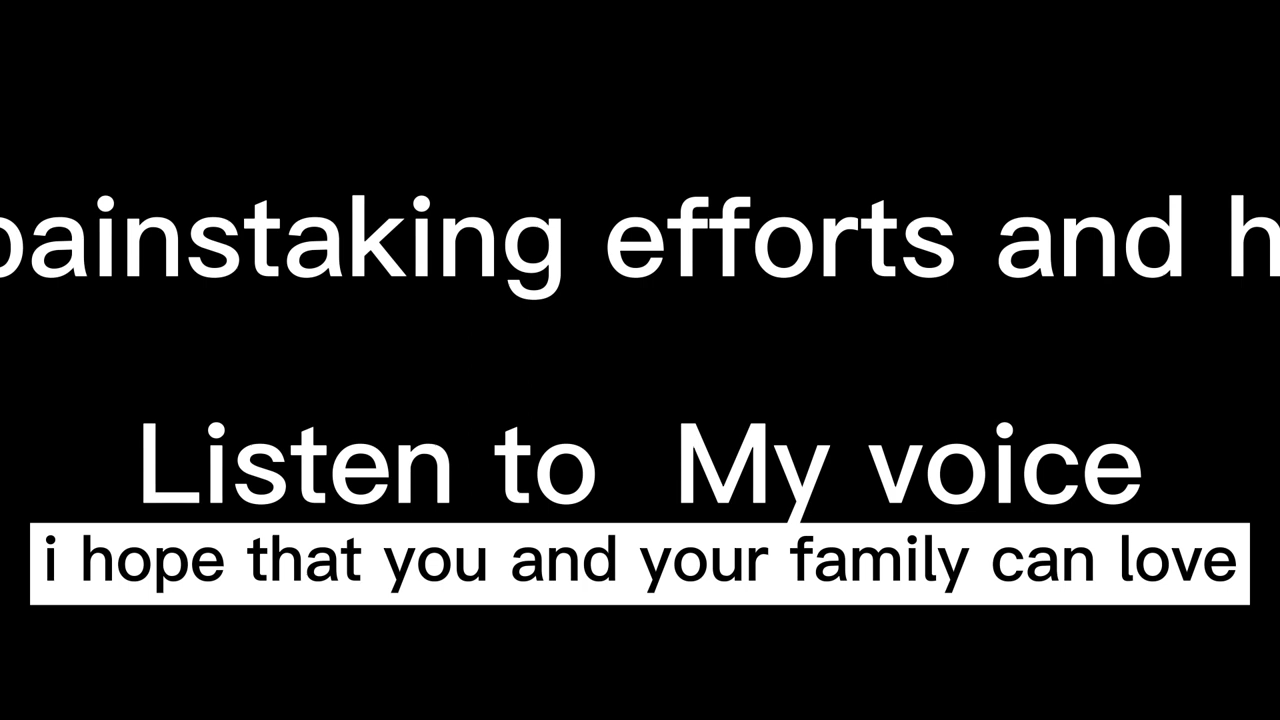 painstaking efforts and h
Listen to  My voice
i hope that you and your family can love